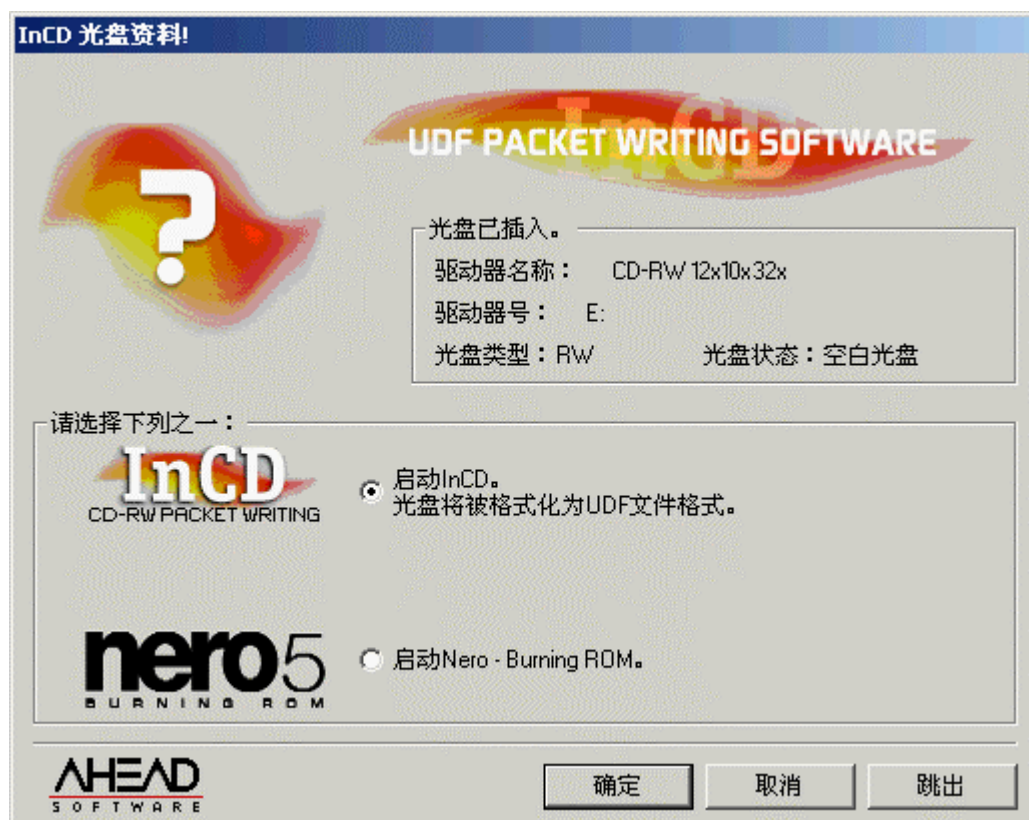 InCD 光盘资料!
?
InCD
UDF PACKET WRITING SOFTWARE
光盘已插入。
驱动器名称： CD-RW 12x10x32x
驱动器号： E:
光盘类型：RW 光盘状态：空白光盘
请选择下列之一：
InCD
CD-RW PACKET WRITING
启动InCD。
光盘将被格式化为UDF文件格式。
nero5
BURNING ROM
启动Nero - Burning ROM。
AHEAD
SOFTWARE
确定 取消 跳出